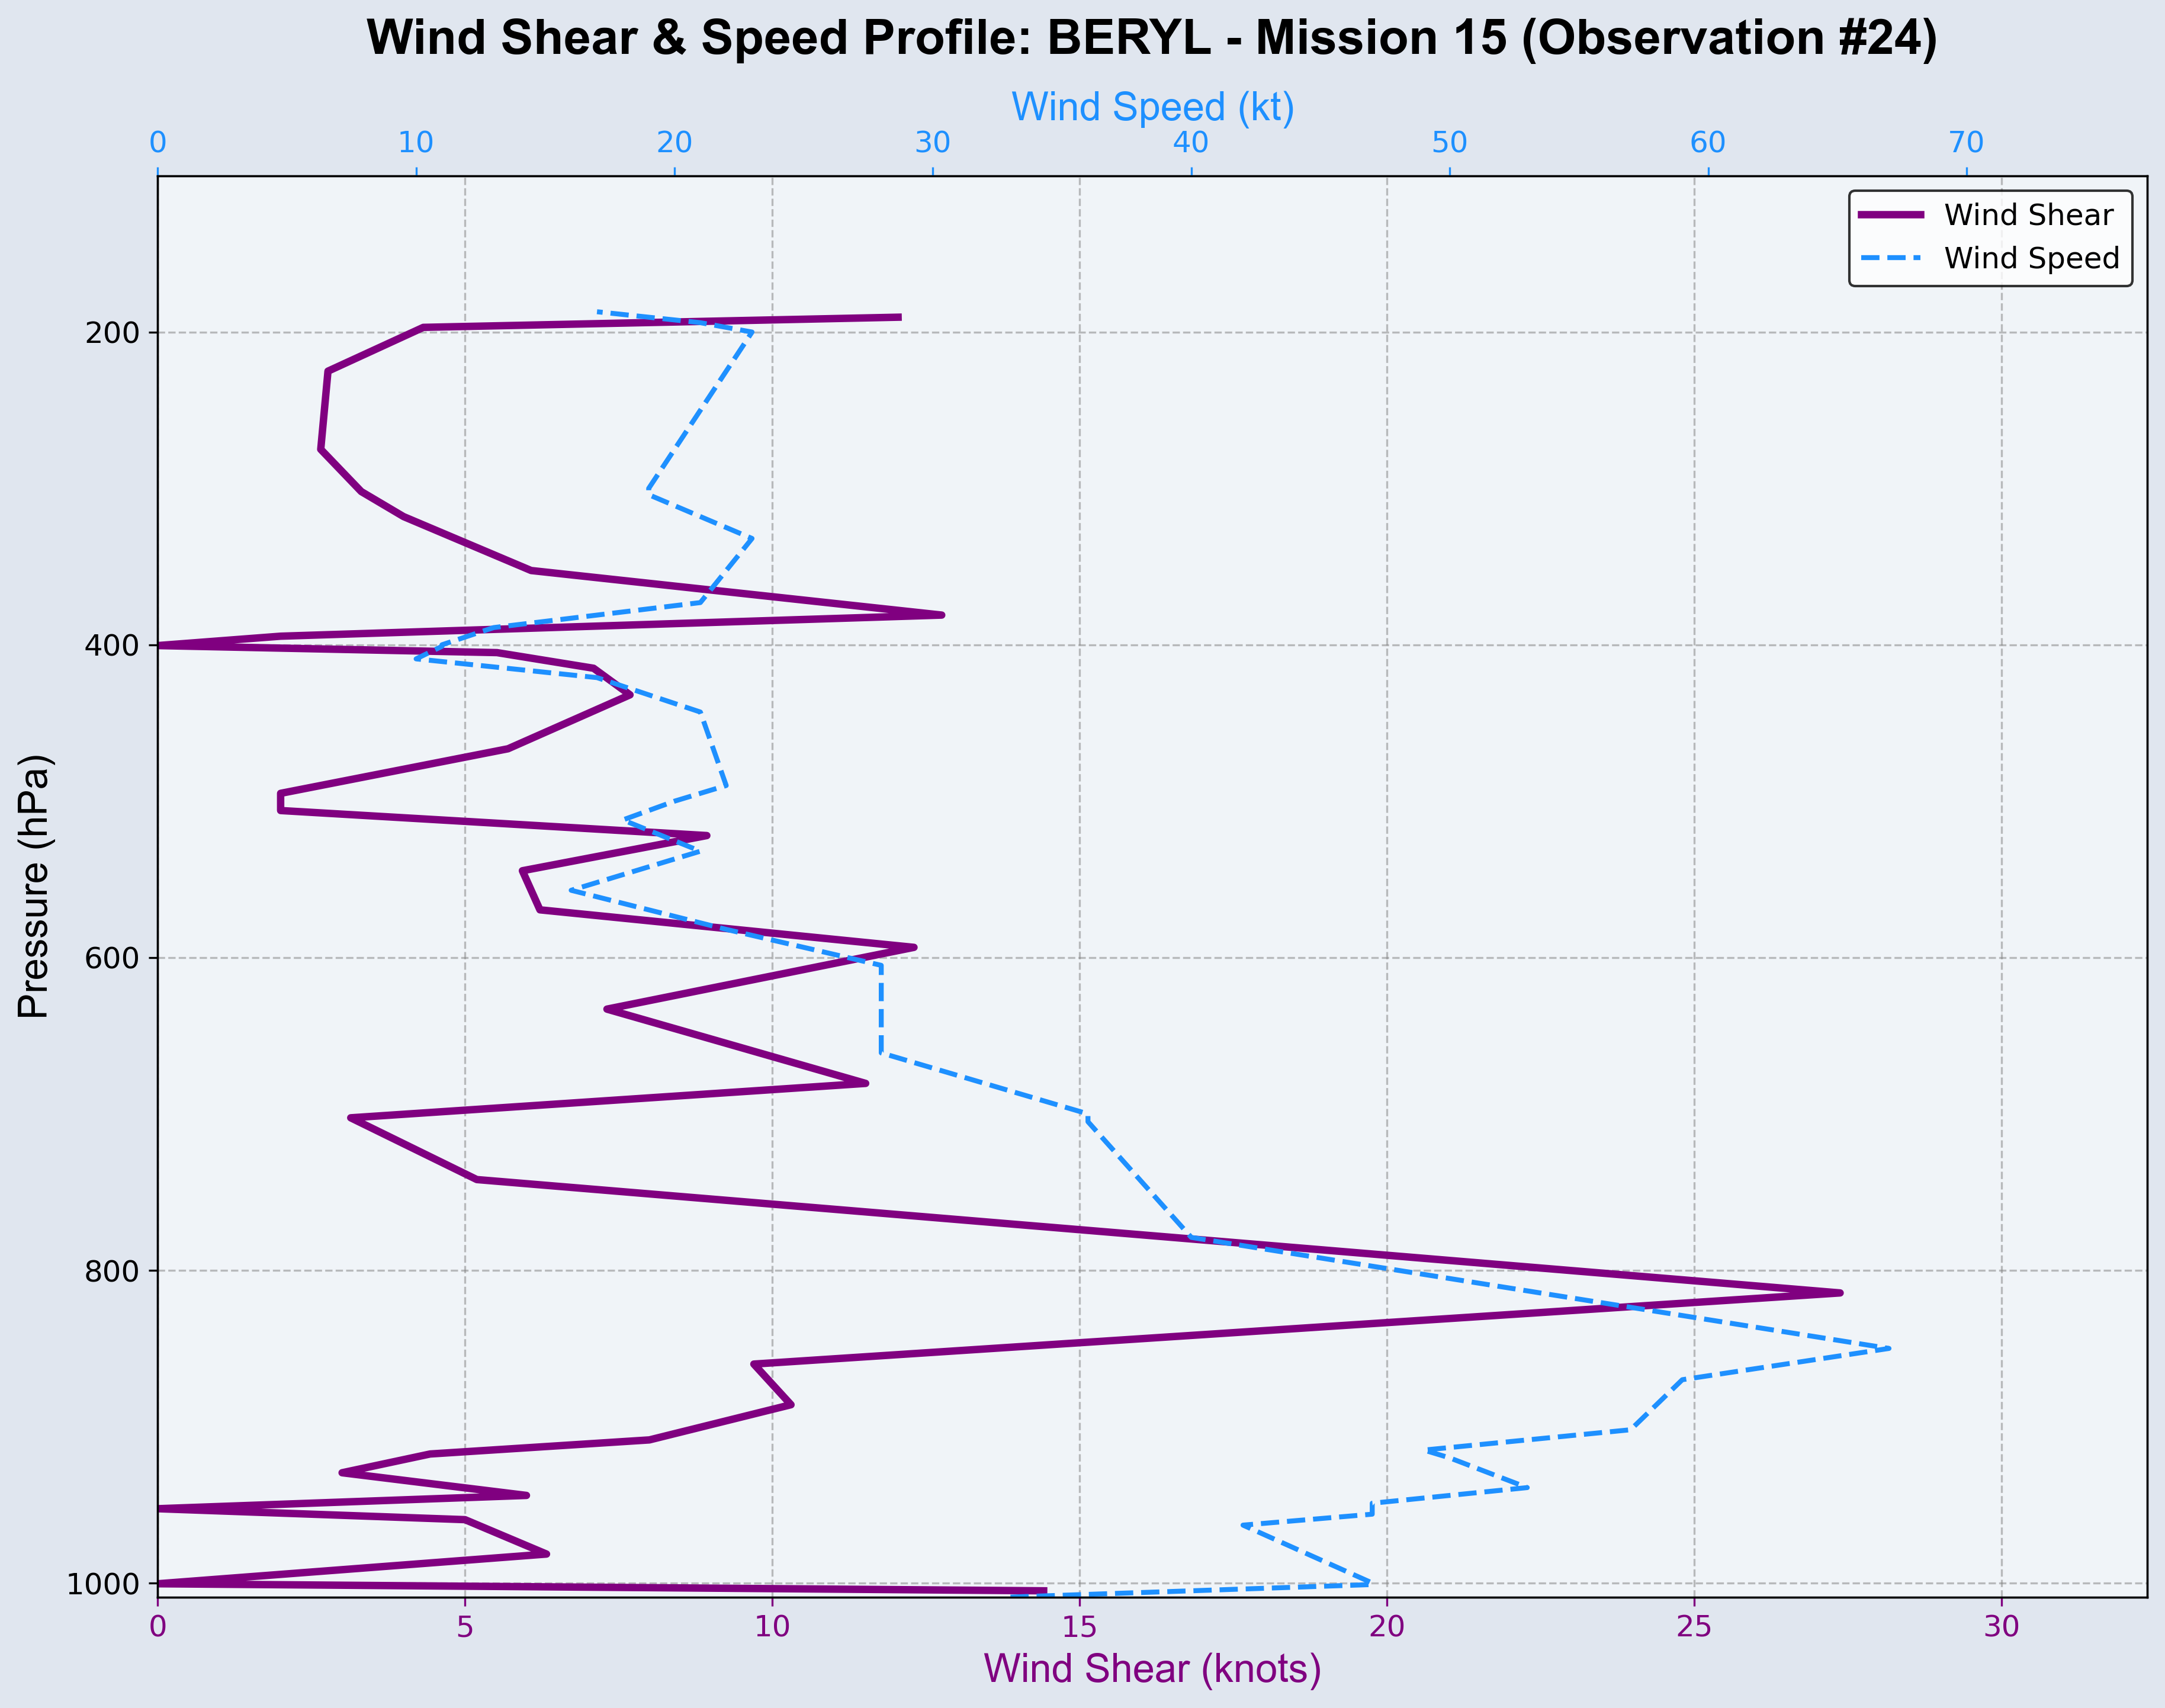 Wind Shear & Speed Profile: BERYL - Mission 15 (Observation #24)
Wind Speed (kt)
0 10 20 30 40 50 60 70
Wind Shear
Wind Speed
Pressure (hPa)
200
400
600
800
1000
0 5 10 15 20 25 30
Wind Shear (knots)